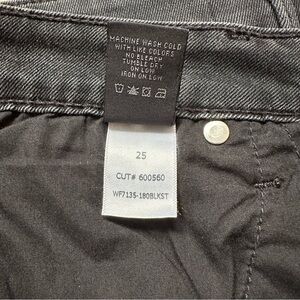 MACHINE WASH COLD
WITH LIKE COLORS
NO BLEACH
TUMBLE DRY
ON LOW
IRON ON LOW
25
CUT# 600560
WF7135-180BLKST